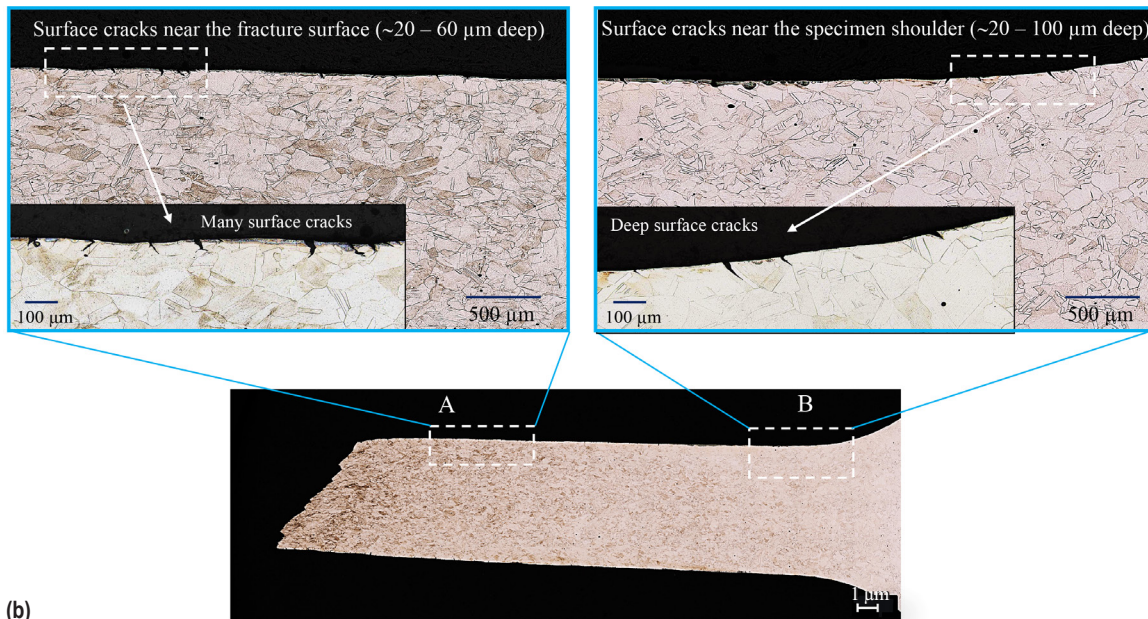 Surface cracks near the fracture surface (~20 – 60 µm deep)
Many surface cracks
100 µm
500 µm
Surface cracks near the specimen shoulder (~20 – 100 µm deep)
Deep surface cracks
100 µm
500 µm
A
B
1 µm
(b)